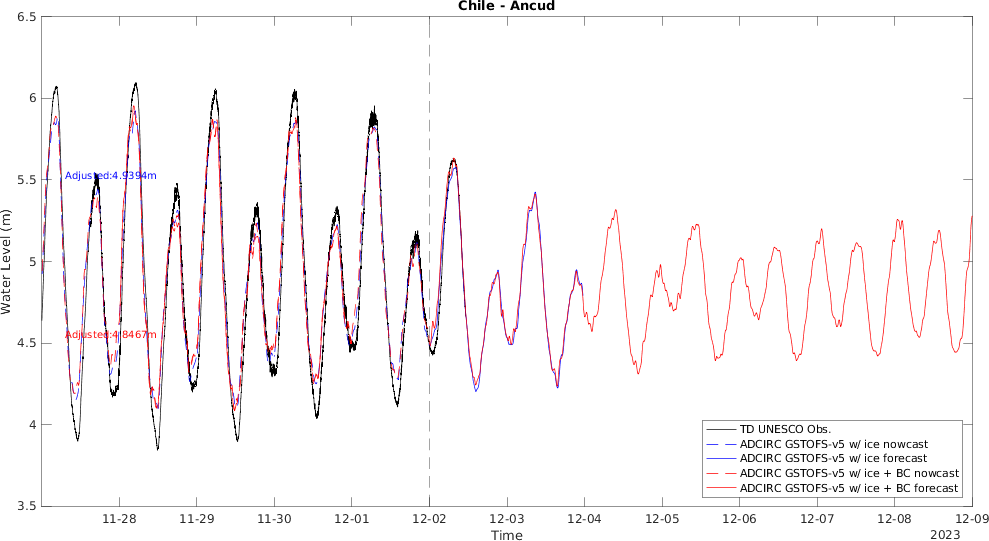 Chile - Ancud
6.5
6
5.5
5
4.5
4
3.5
Water Level (m)
Adjusted:4.9394m
Adjusted:4.8467m
TD UNESCO Obs.
ADCIRC GSTOFS-v5 w/ ice nowcast
ADCIRC GSTOFS-v5 w/ ice forecast
ADCIRC GSTOFS-v5 w/ ice + BC nowcast
ADCIRC GSTOFS-v5 w/ ice + BC forecast
11-28 11-29 11-30 12-01 12-02 12-03 12-04 12-05 12-06 12-07 12-08 12-09
Time
2023